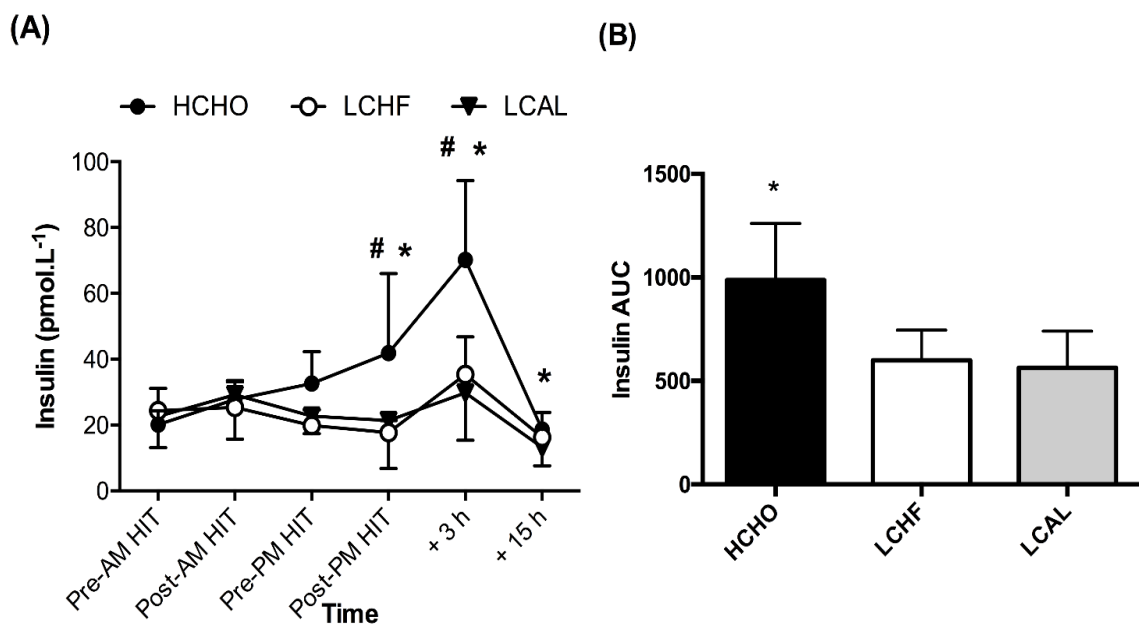 (A)
HCHO LCHF LCAL
# *
# *
*
100
80
60
40
20
0
Insulin (pmol.L-1)
Pre-AM HIT
Post-AM HIT
Pre-PM HIT
Post-PM HIT
+ 3 h
+ 15 h
Time
(B)
*
1500
1000
500
0
Insulin AUC
HCHO
LCHF
LCAL